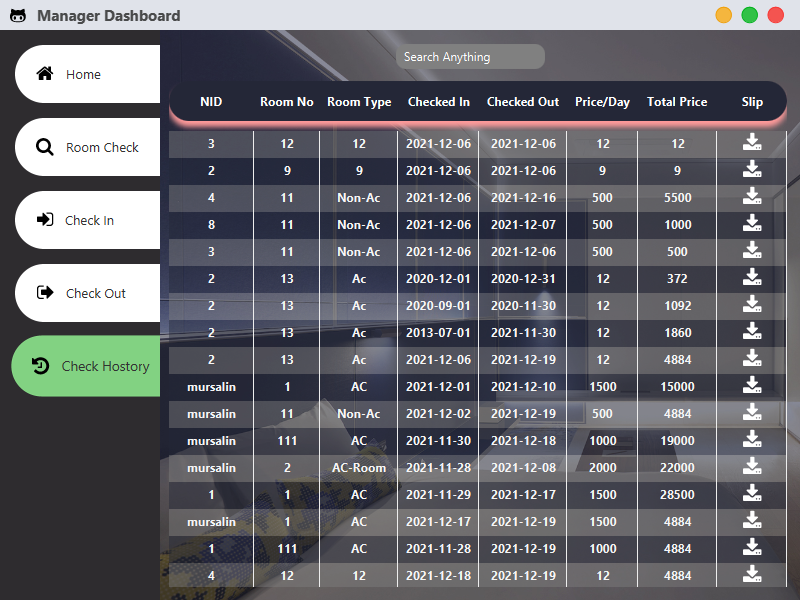 Manager Dashboard
Home
Room Check
Check In
Check Out
Check Hostory
Search Anything
NID Room No Room Type Checked In Checked Out Price/Day Total Price Slip
3 12 12 2021-12-06 2021-12-06 12 12
2 9 9 2021-12-06 2021-12-06 9 9
4 11 Non-Ac 2021-12-06 2021-12-16 500 5500
8 11 Non-Ac 2021-12-06 2021-12-07 500 1000
3 11 Non-Ac 2021-12-06 2021-12-06 500 500
2 13 Ac 2020-12-01 2020-12-31 12 372
2 13 Ac 2020-09-01 2020-11-30 12 1092
2 13 Ac 2013-07-01 2021-11-30 12 1860
2 13 Ac 2021-12-06 2021-12-19 12 4884
mursalin 1 AC 2021-12-01 2021-12-10 1500 15000
mursalin 11 Non-Ac 2021-12-02 2021-12-19 500 4884
mursalin 111 AC 2021-11-30 2021-12-18 1000 19000
mursalin 2 AC-Room 2021-11-28 2021-12-08 2000 22000
1 1 AC 2021-11-29 2021-12-17 1500 28500
mursalin 1 AC 2021-12-17 2021-12-19 1500 4884
1 111 AC 2021-11-28 2021-12-19 1000 4884
4 12 12 2021-12-18 2021-12-19 12 4884